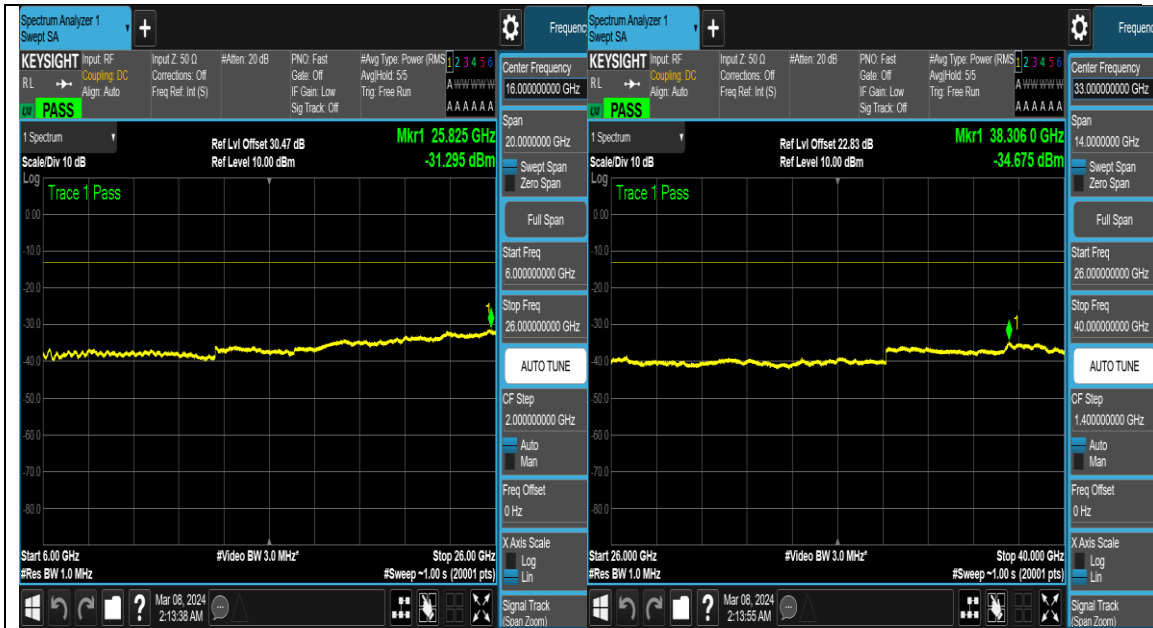 Spectrum Analyzer 1
Swept SA
+
Frequenc
KEYSIGHT
RL
PASS
Input: RF
Coupling: DC
Align: Auto
Input Z: 50 Ω
Corrections: Off
Freq Ref: Int (S)
#Atten: 20 dB
PNO: Fast
Gate: Off
IF Gain: Low
Sig Track: Off
#Avg Type: Power (RMS
Avg|Hold: 5/5
Trig: Free Run
1 2 3 4 5 6
A W W W W W
A A A A A A
1 Spectrum
Scale/Div 10 dB
Ref Lvl Offset 30.47 dB
Ref Level 10.00 dBm
Mkr1 25.825 GHz
-31.295 dBm
Log
Trace 1 Pass
0.00
-10.0
-20.0
-30.0
-40.0
-50.0
-60.0
-70.0
-80.0
1
Start 6.00 GHz
#Res BW 1.0 MHz
#Video BW 3.0 MHz*
Stop 26.00 GHz
#Sweep ~1.00 s (20001 pts)
Center Frequency
16.000000000 GHz
Span
20.0000000 GHz
Swept Span
Zero Span
Full Span
Start Freq
6.000000000 GHz
Stop Freq
26.000000000 GHz
AUTO TUNE
CF Step
2.000000000 GHz
Auto
Man
Freq Offset
0 Hz
X Axis Scale
Log
Lin
Signal Track
(Span Zoom)
?
Mar 08, 2024
2:13:38 AM
Spectrum Analyzer 1
Swept SA
+
Frequenc
KEYSIGHT
RL
PASS
Input: RF
Coupling: DC
Align: Auto
Input Z: 50 Ω
Corrections: Off
Freq Ref: Int (S)
#Atten: 20 dB
PNO: Fast
Gate: Off
IF Gain: Low
Sig Track: Off
#Avg Type: Power (RMS
Avg|Hold: 5/5
Trig: Free Run
1 2 3 4 5 6
A W W W W W
A A A A A A
1 Spectrum
Scale/Div 10 dB
Ref Lvl Offset 22.83 dB
Ref Level 10.00 dBm
Mkr1 38.306 0 GHz
-34.675 dBm
Log
Trace 1 Pass
0.00
-10.0
-20.0
-30.0
-40.0
-50.0
-60.0
-70.0
-80.0
1
Start 26.000 GHz
#Res BW 1.0 MHz
#Video BW 3.0 MHz*
Stop 40.000 GHz
#Sweep ~1.00 s (20001 pts)
Center Frequency
33.000000000 GHz
Span
14.0000000 GHz
Swept Span
Zero Span
Full Span
Start Freq
26.000000000 GHz
Stop Freq
40.000000000 GHz
AUTO TUNE
CF Step
1.400000000 GHz
Auto
Man
Freq Offset
0 Hz
X Axis Scale
Log
Lin
Signal Track
(Span Zoom)
?
Mar 08, 2024
2:13:55 AM